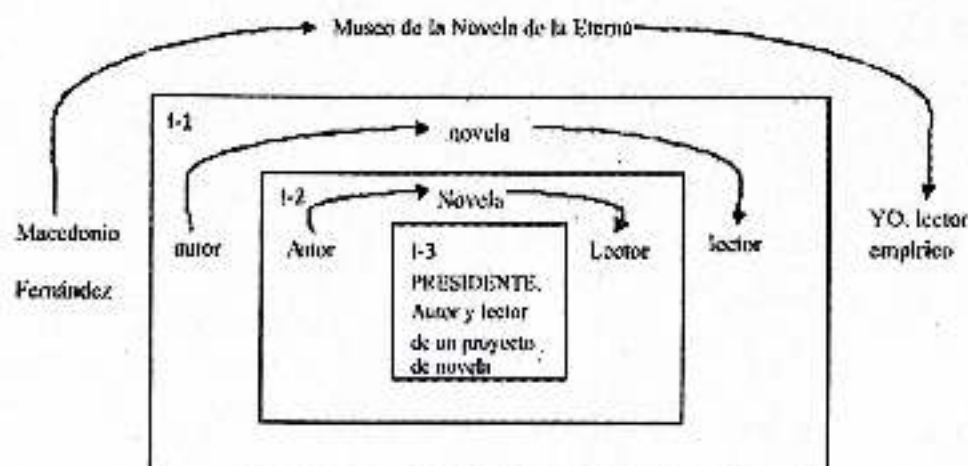 Museo de la Novela de la Eterna
novela
Novela
Macedonio
Fernández
autor
Autor
I-3
PRESIDENTE.
Autor y lector
de un proyecto
de novela
Lector
lector
YO. lector
empírico
I-2